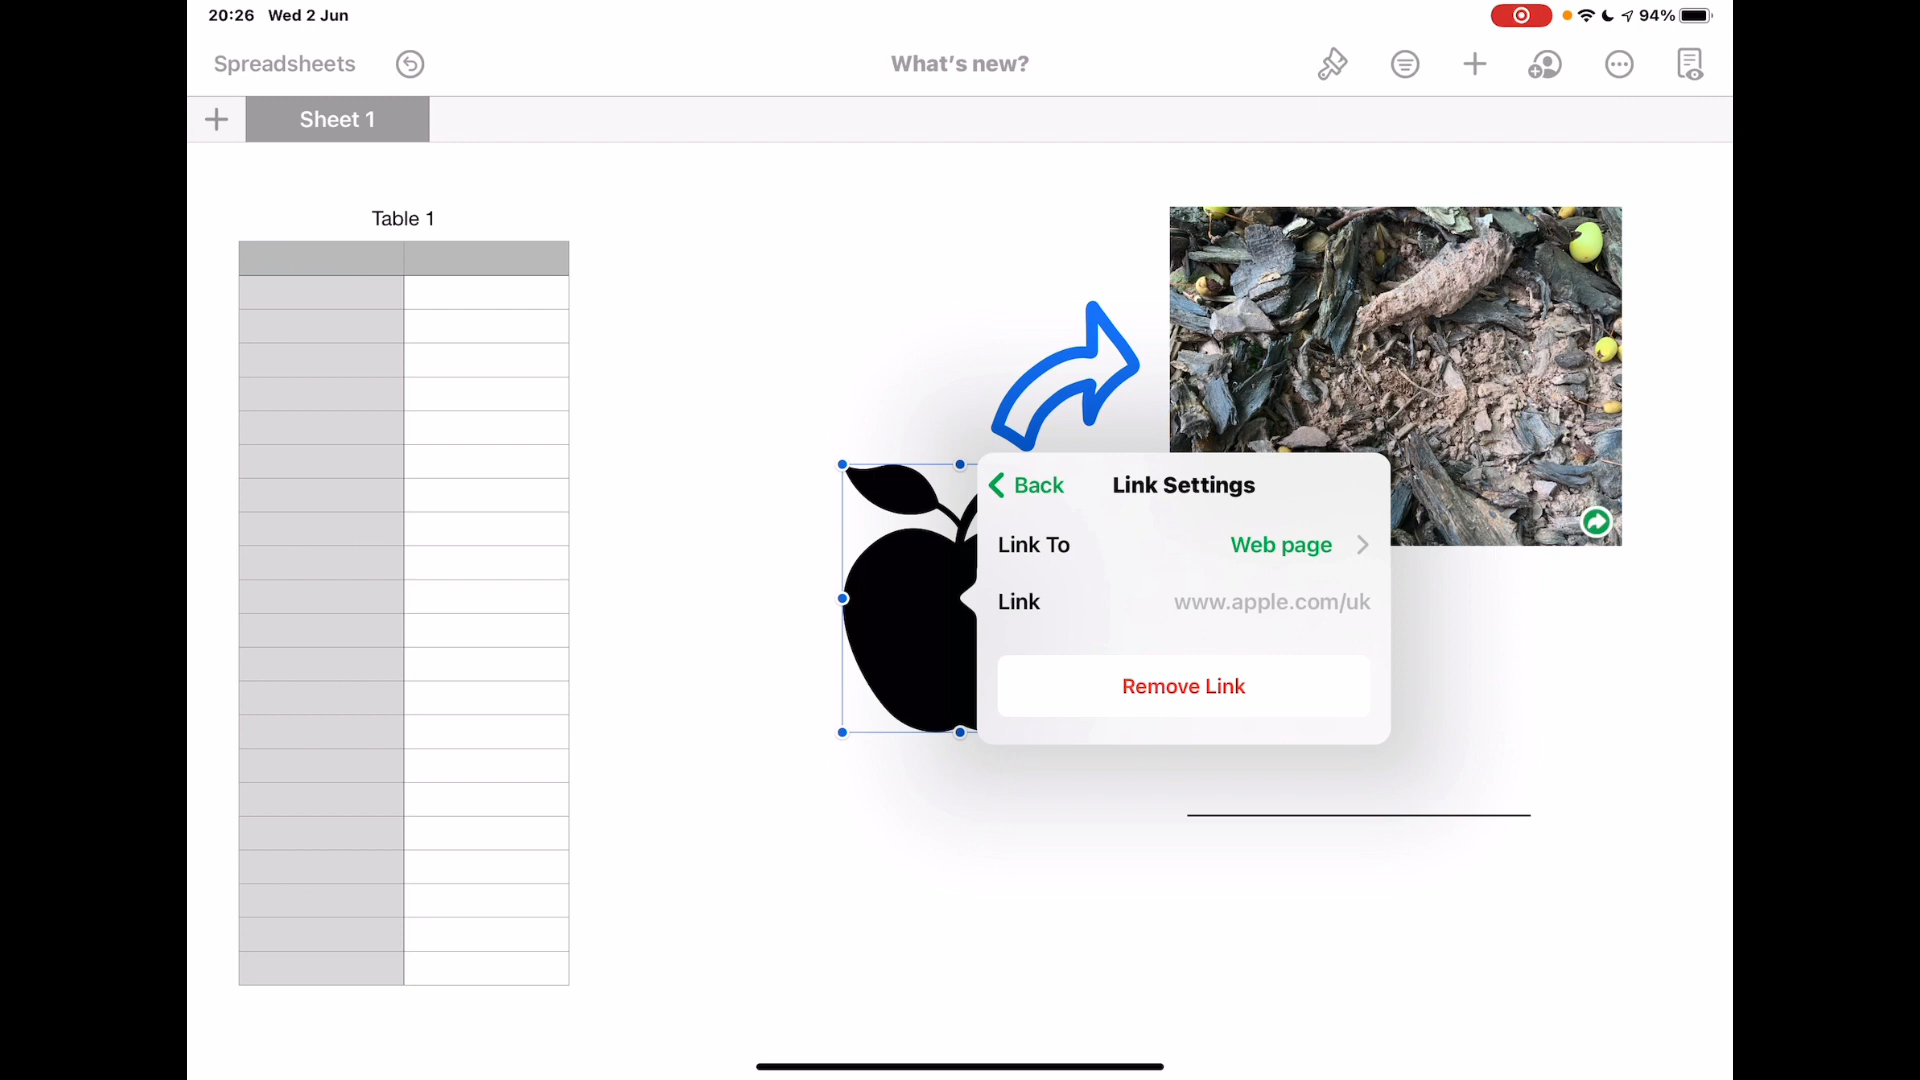 20:26 Wed 2 Jun
94%
Spreadsheets
What's new?
Sheet 1
Table 1
Back
Link Settings
Link To
Web page
Link
www.apple.com/uk
Remove Link